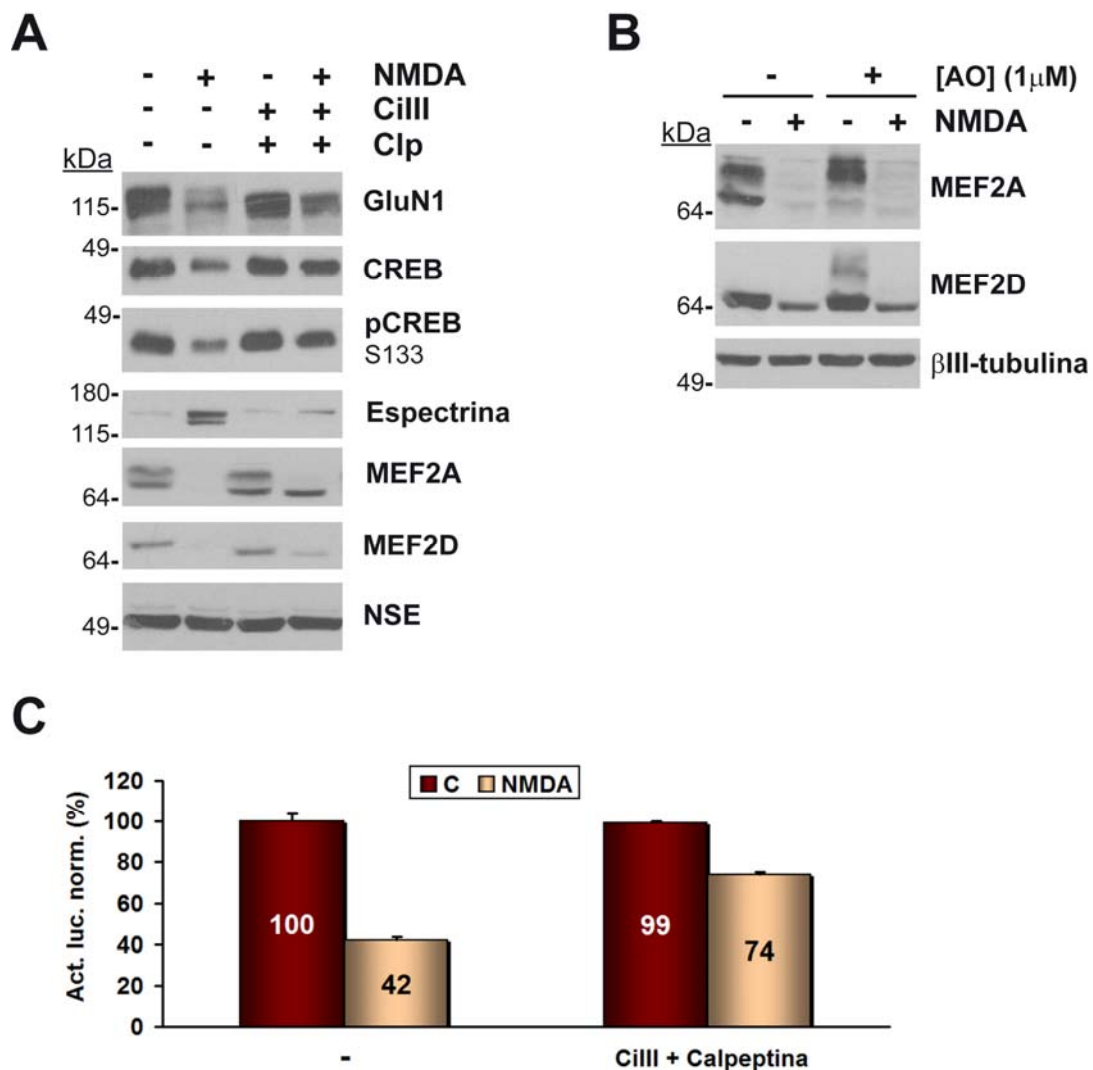 A
- + - + NMDA
- - + + CiIII
- - + + Clp
kDa
115- GluN1
49-
CREB
49-
pCREB
S133
180-
Espectrina
115-
MEF2A
64-
MEF2D
64-
NSE
49-
B
- + [AO] (1μM)
- + - + NMDA
kDa
MEF2A
64-
MEF2D
64-
βIII-tubulina
49-
C
C NMDA
Act. luc. norm. (%)
120
100
80
60
40
20
0
100
42
99
74
- CiIII + Calpeptina